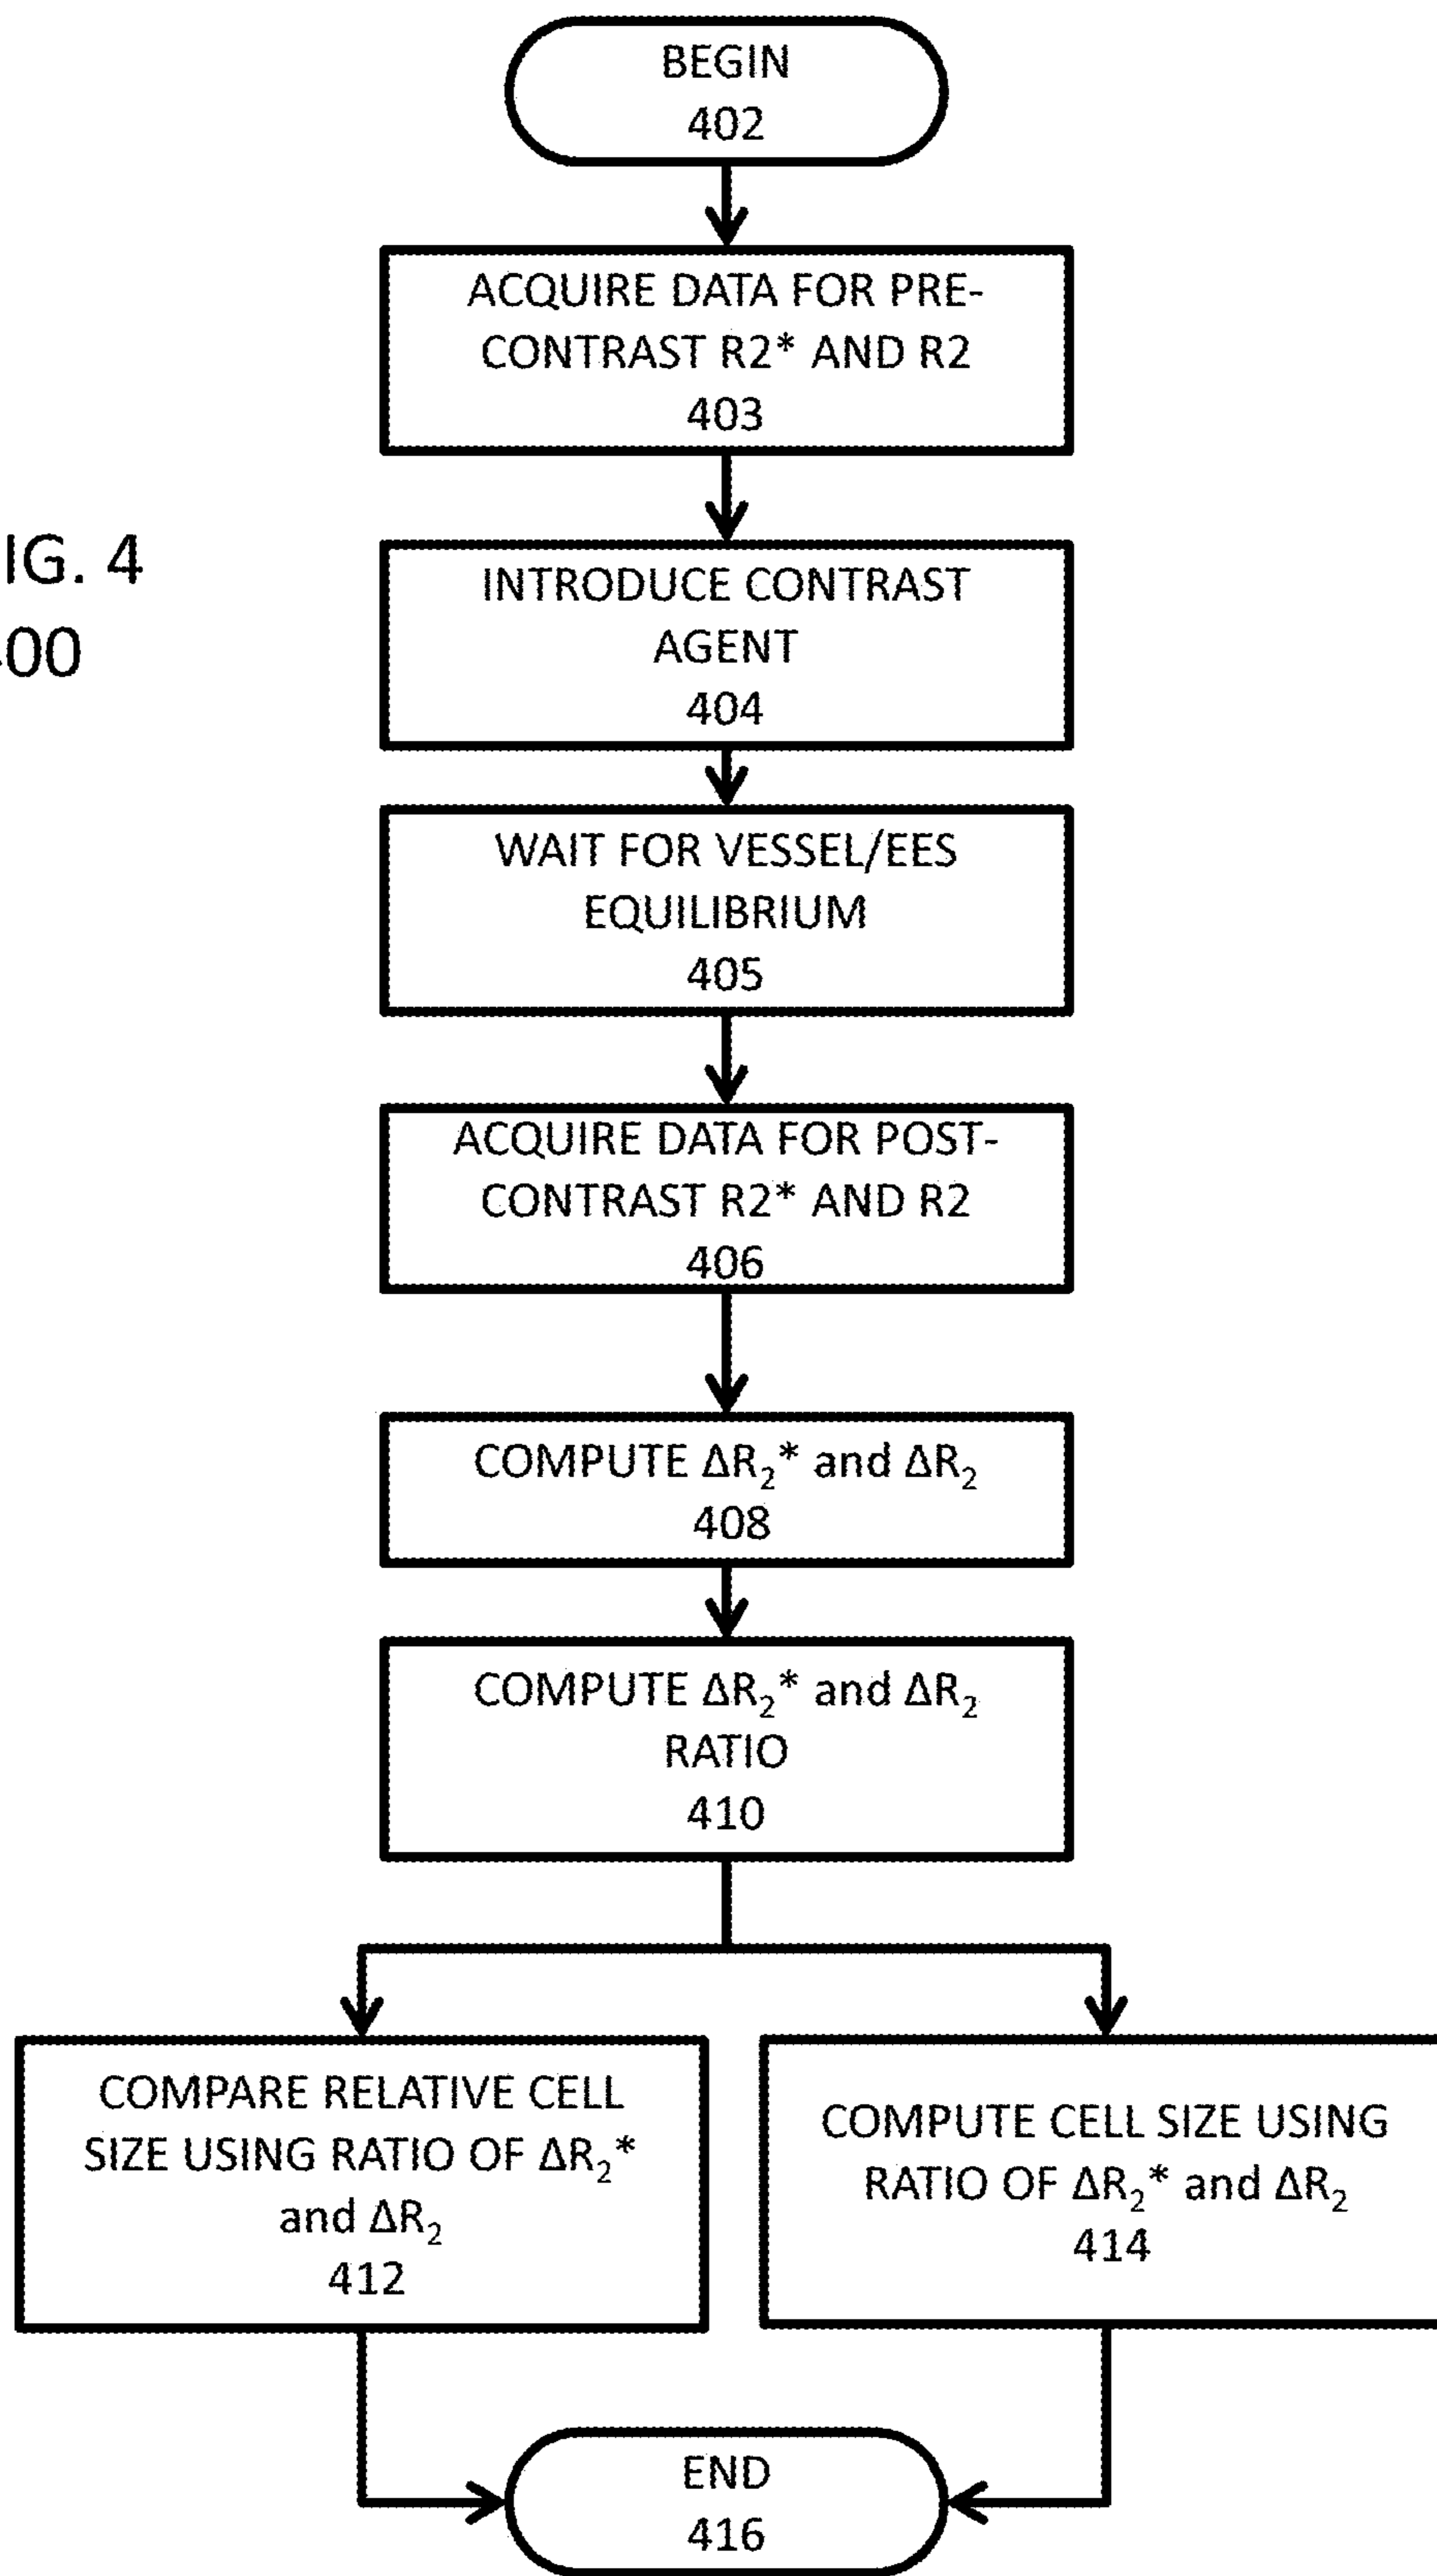 BEGIN
402
ACQUIRE DATA FOR PRE-
CONTRAST R2* AND R2
403
IG. 4
400
INTRODUCE CONTRAST
AGENT
404
WAIT FOR VESSEL/EES
EQUILIBRIUM
405
ACQUIRE DATA FOR POST-
CONTRAST R2* AND R2
406
COMPUTE ΔR₂* and ΔR₂
408
COMPUTE ΔR₂* and ΔR₂
RATIO
410
COMPARE RELATIVE CELL
SIZE USING RATIO OF ΔR₂*
and ΔR₂
412
COMPUTE CELL SIZE USING
RATIO OF ΔR₂* and ΔR₂
414
END
416